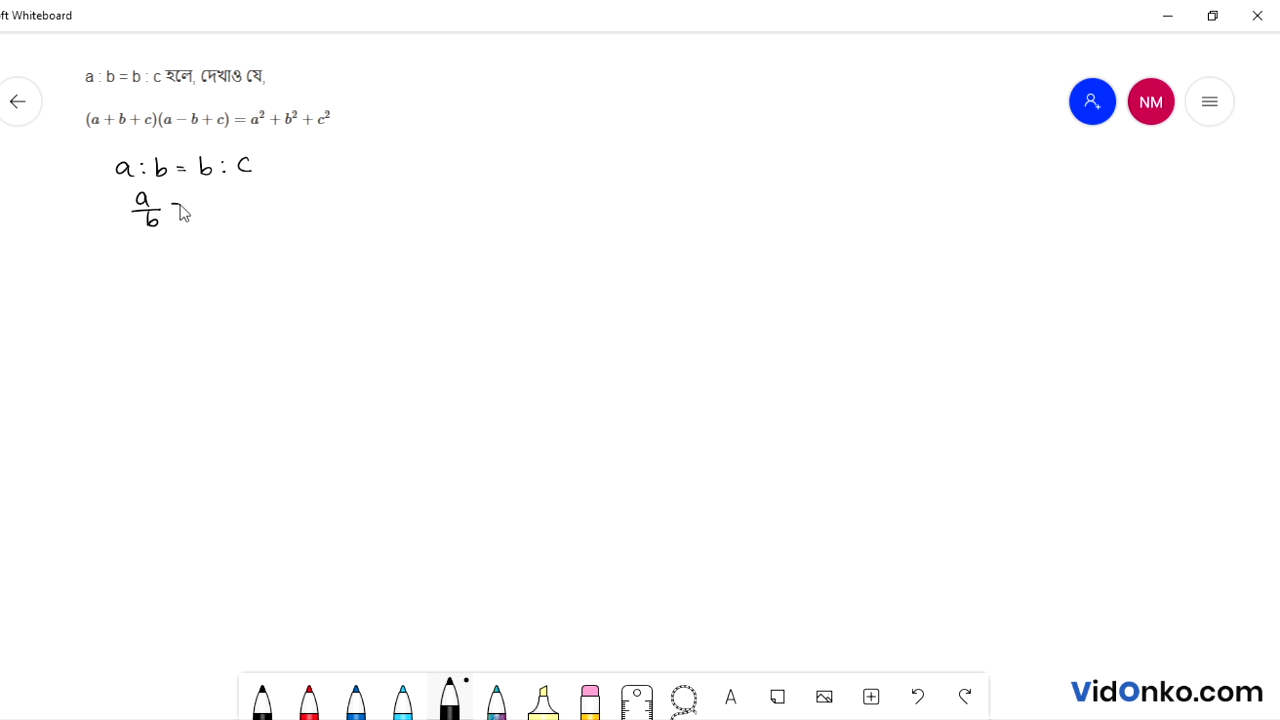 ft Whiteboard
a : b = b : c হলে, দেখাও যে,
(a + b + c)(a − b + c) = a² + b² + c²
NM
a : b = b : c
a/b =
A
VidOnko.com